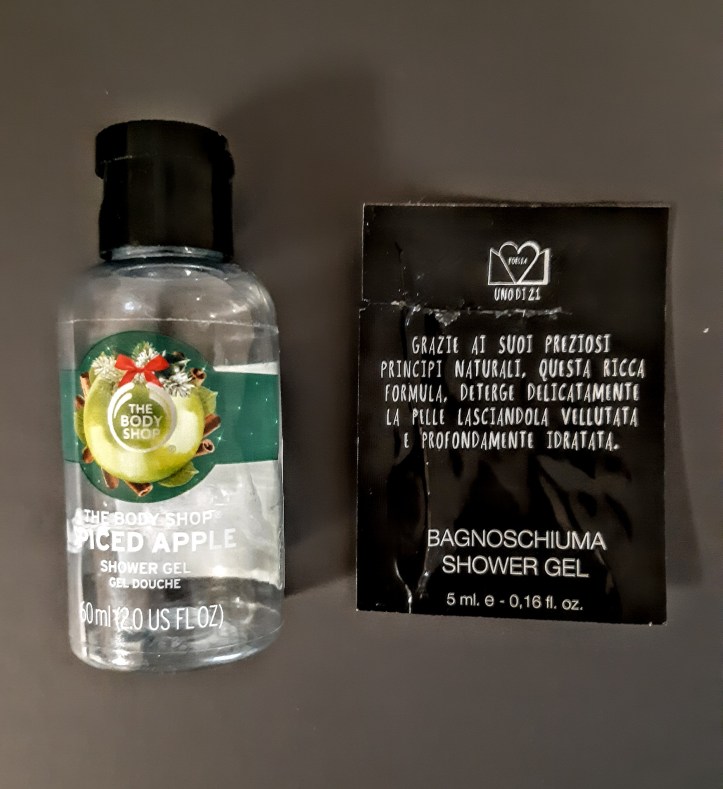 THE
BODY
SHOP
THE BODY SHOP
PICED APPLE
SHOWER GEL
GEL DOUCHE
60ml (2.0 US FL OZ)
UNO DI 21
GRAZIE AI SUOI PREZIOSI
PRINCIPI NATURALI, QUESTA RICCA
FORMULA, DETERGE DELICATAMENTE
LA PELLE LASCIANDOLA VELLUTATA
E PROFONDAMENTE IDRATATA.
BAGNOSCHIUMA
SHOWER GEL
5 ml. e - 0,16 fl. oz.